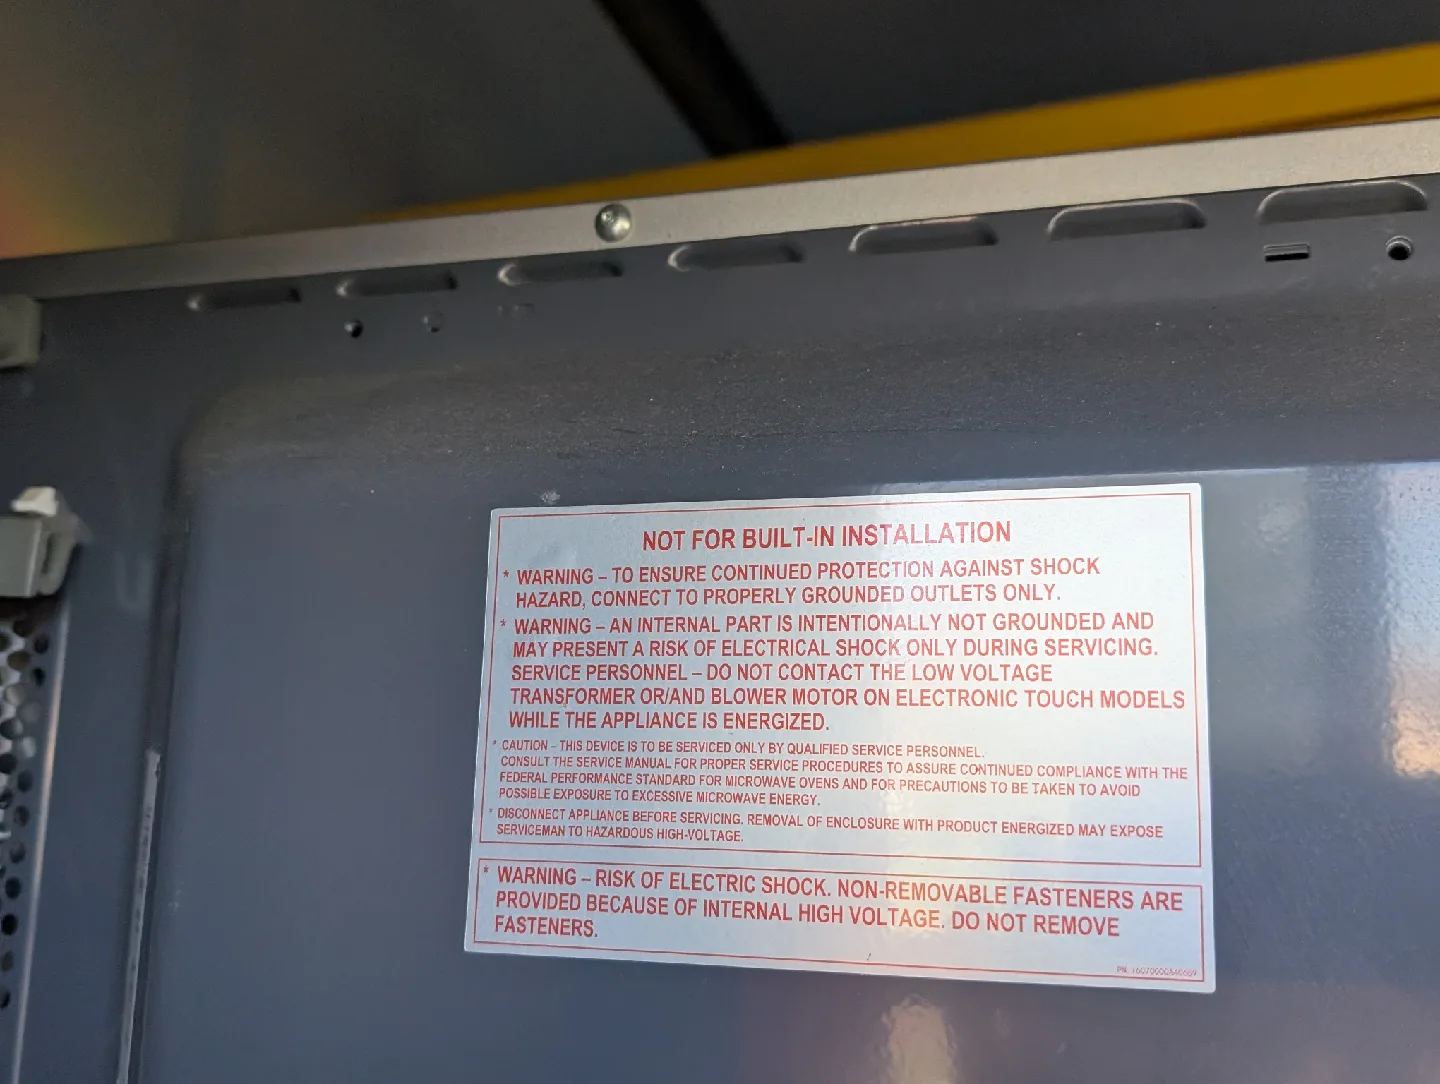 NOT FOR BUILT-IN INSTALLATION
* WARNING – TO ENSURE CONTINUED PROTECTION AGAINST SHOCK
HAZARD, CONNECT TO PROPERLY GROUNDED OUTLETS ONLY.
* WARNING – AN INTERNAL PART IS INTENTIONALLY NOT GROUNDED AND
MAY PRESENT A RISK OF ELECTRICAL SHOCK ONLY DURING SERVICING.
SERVICE PERSONNEL – DO NOT CONTACT THE LOW VOLTAGE
TRANSFORMER OR/AND BLOWER MOTOR ON ELECTRONIC TOUCH MODELS
WHILE THE APPLIANCE IS ENERGIZED.
* CAUTION – THIS DEVICE IS TO BE SERVICED ONLY BY QUALIFIED SERVICE PERSONNEL.
CONSULT THE SERVICE MANUAL FOR PROPER SERVICE PROCEDURES TO ASSURE CONTINUED COMPLIANCE WITH THE
FEDERAL PERFORMANCE STANDARD FOR MICROWAVE OVENS AND FOR PRECAUTIONS TO BE TAKEN TO AVOID
POSSIBLE EXPOSURE TO EXCESSIVE MICROWAVE ENERGY.
* DISCONNECT APPLIANCE BEFORE SERVICING. REMOVAL OF ENCLOSURE WITH PRODUCT ENERGIZED MAY EXPOSE
SERVICEMAN TO HAZARDOUS HIGH-VOLTAGE.
* WARNING – RISK OF ELECTRIC SHOCK. NON-REMOVABLE FASTENERS ARE
PROVIDED BECAUSE OF INTERNAL HIGH VOLTAGE. DO NOT REMOVE
FASTENERS.
PN: